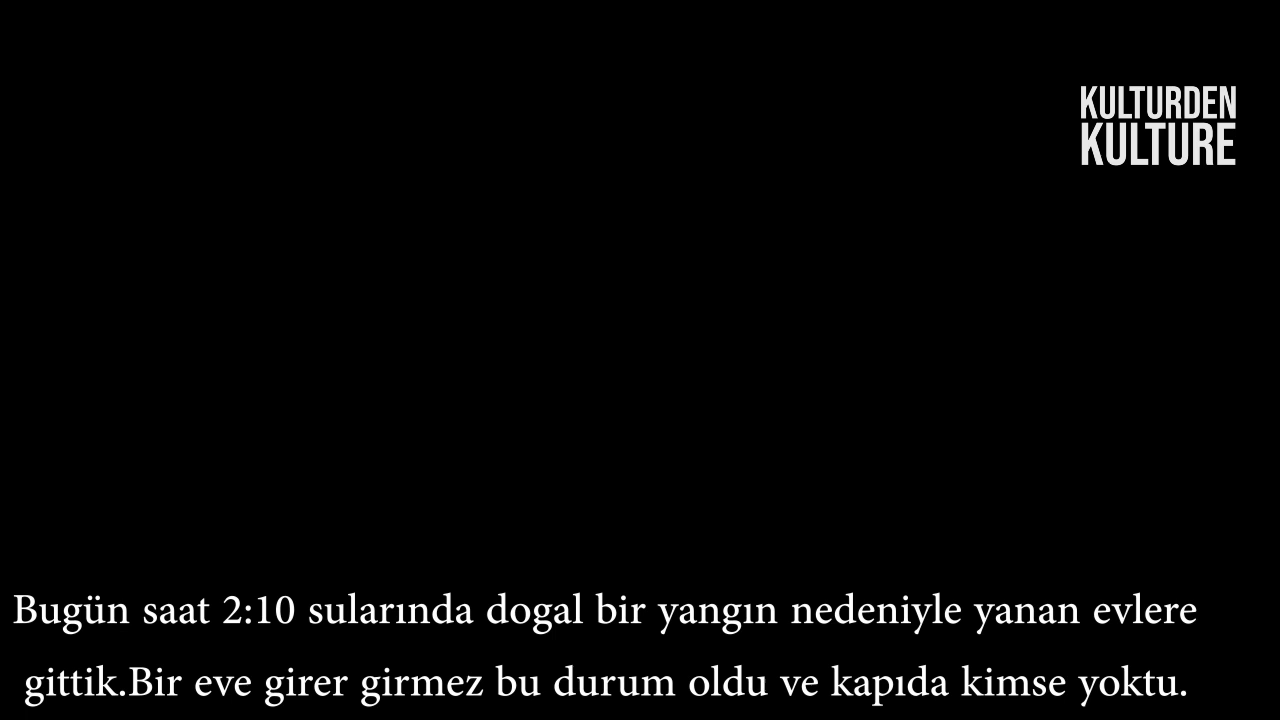 KULTURDEN
KULTURE
Bugün saat 2:10 sularında dogal bir yangın nedeniyle yanan evlere
gittik.Bir eve girer girmez bu durum oldu ve kapıda kimse yoktu.